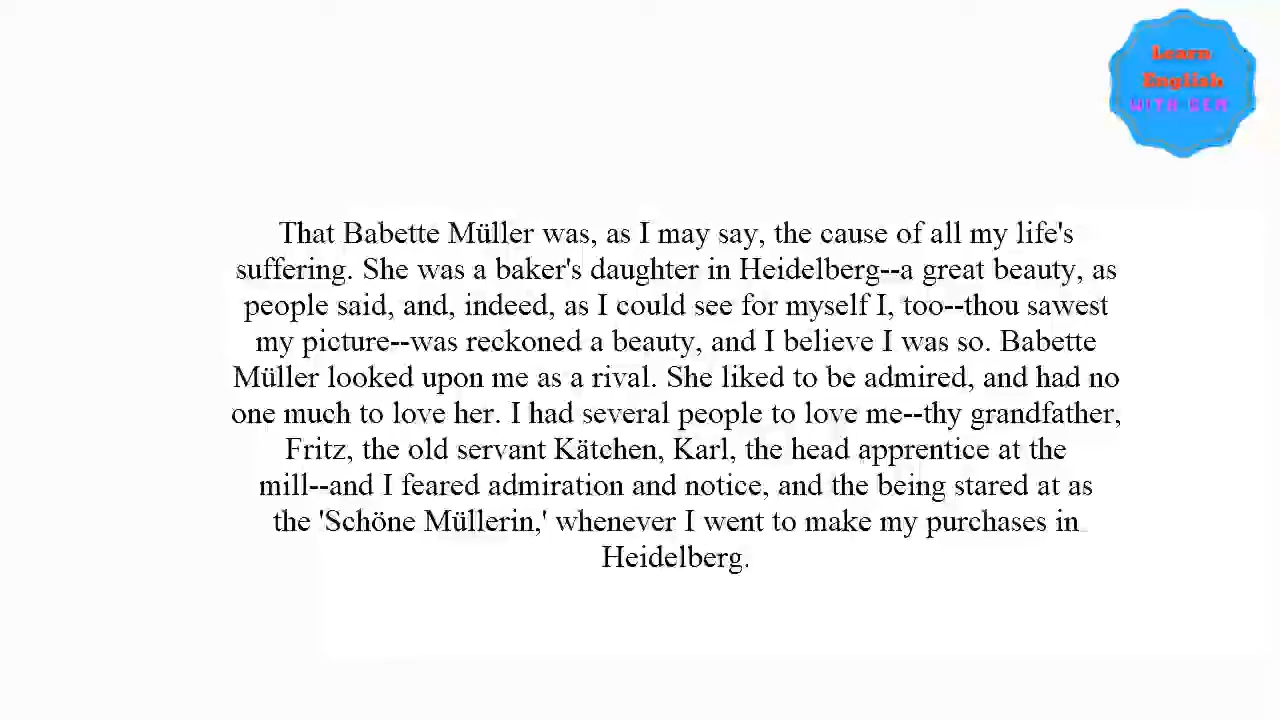 Learn
English
WITH GEM
That Babette Müller was, as I may say, the cause of all my life's
suffering. She was a baker's daughter in Heidelberg--a great beauty, as
people said, and, indeed, as I could see for myself I, too--thou sawest
my picture--was reckoned a beauty, and I believe I was so. Babette
Müller looked upon me as a rival. She liked to be admired, and had no
one much to love her. I had several people to love me--thy grandfather,
Fritz, the old servant Kätchen, Karl, the head apprentice at the
mill--and I feared admiration and notice, and the being stared at as
the 'Schöne Müllerin,' whenever I went to make my purchases in
Heidelberg.